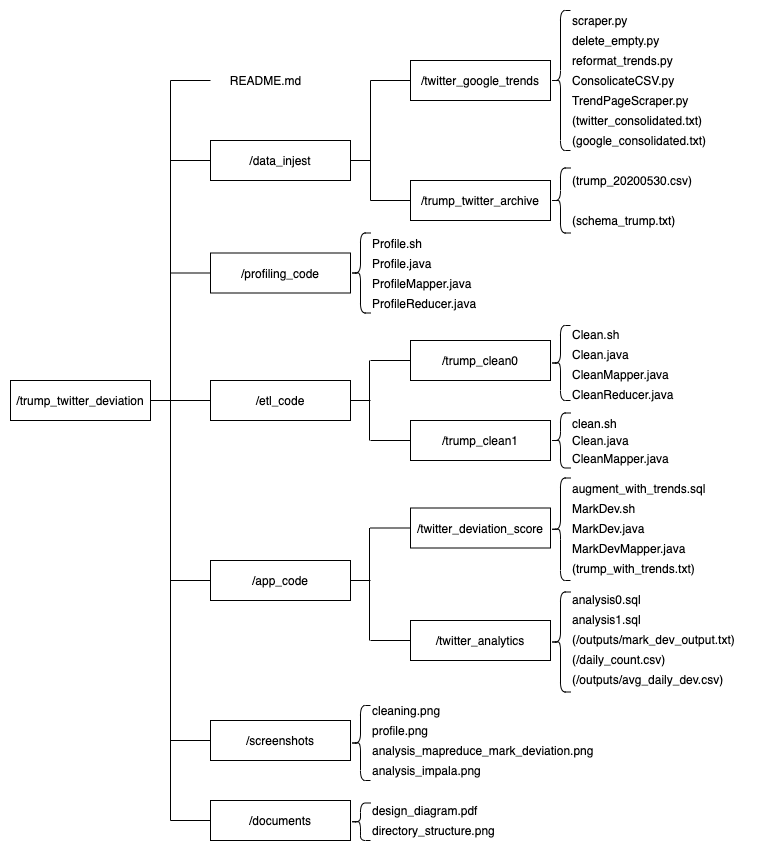 /trump_twitter_deviation
README.md
/data_injest
/twitter_google_trends
scraper.py
delete_empty.py
reformat_trends.py
ConsolicateCSV.py
TrendPageScraper.py
(twitter_consolidated.txt)
(google_consolidated.txt)
/trump_twitter_archive
(trump_20200530.csv)
(schema_trump.txt)
/profiling_code
Profile.sh
Profile.java
ProfileMapper.java
ProfileReducer.java
/etl_code
/trump_clean0
Clean.sh
Clean.java
CleanMapper.java
CleanReducer.java
/trump_clean1
clean.sh
Clean.java
CleanMapper.java
/app_code
/twitter_deviation_score
augment_with_trends.sql
MarkDev.sh
MarkDev.java
MarkDevMapper.java
(trump_with_trends.txt)
/twitter_analytics
analysis0.sql
analysis1.sql
(/outputs/mark_dev_output.txt)
(/daily_count.csv)
(/outputs/avg_daily_dev.csv)
/screenshots
cleaning.png
profile.png
analysis_mapreduce_mark_deviation.png
analysis_impala.png
/documents
design_diagram.pdf
directory_structure.png